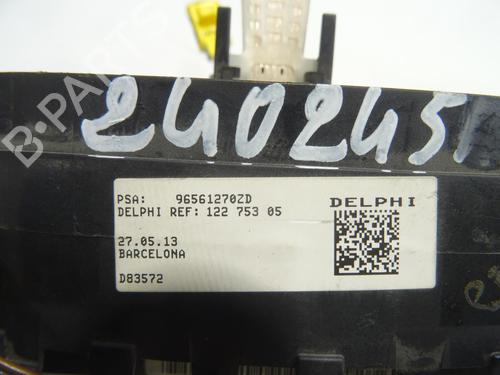 B-PARTS
240245
PSA: 96561270ZD
DELPHI REF: 122 753 05
DELPHI
27.05.13
BARCELONA
D83572